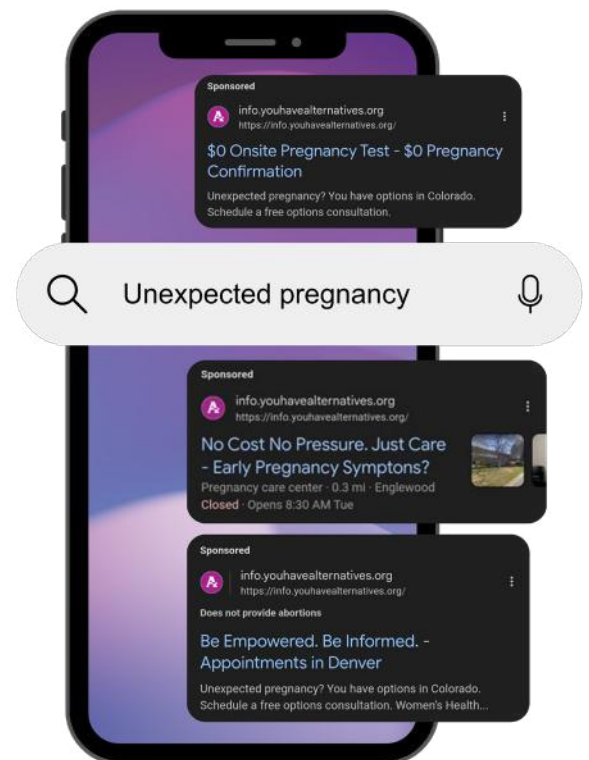 Sponsored
info.youhavealternatives.org
https://info.youhavealternatives.org/
$0 Onsite Pregnancy Test - $0 Pregnancy
Confirmation
Unexpected pregnancy? You have options in Colorado.
Schedule a free options consultation.
Unexpected pregnancy
Sponsored
info.youhavealternatives.org
https://info.youhavealternatives.org/
No Cost No Pressure. Just Care
- Early Pregnancy Symptons?
Pregnancy care center · 0.3 mi · Englewood
Closed · Opens 8:30 AM Tue
Sponsored
info.youhavealternatives.org
https://info.youhavealternatives.org/
Does not provide abortions
Be Empowered. Be Informed. -
Appointments in Denver
Unexpected pregnancy? You have options in Colorado.
Schedule a free options consultation. Women's Health...